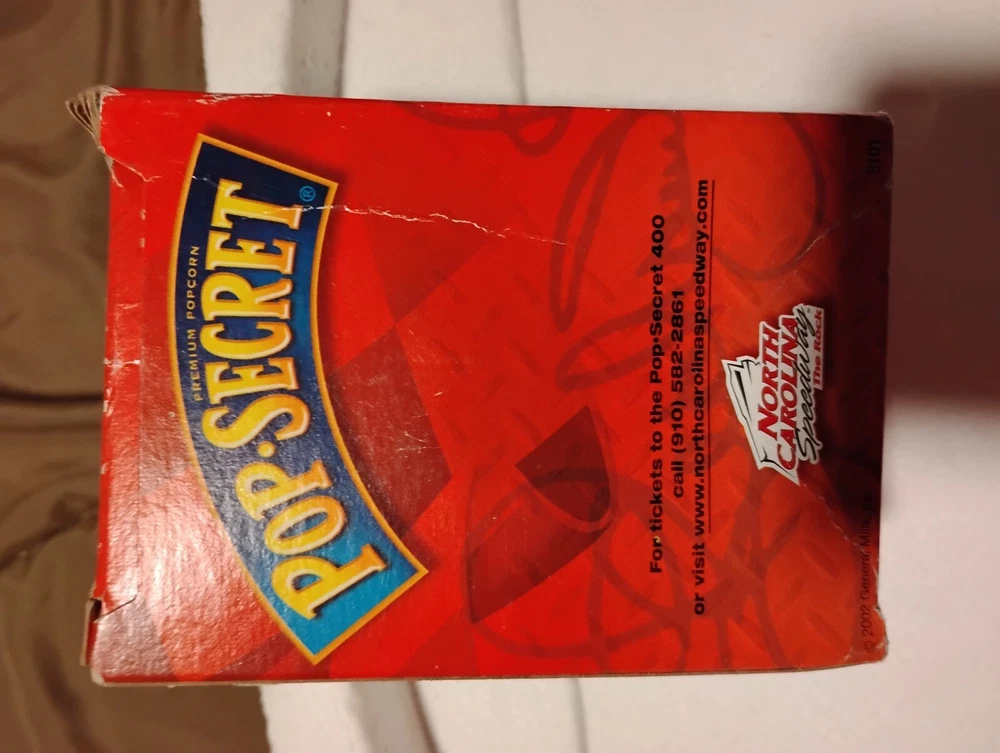 PREMIUM POPCORN
POP·SECRET®
For tickets to the Pop•Secret 400
call (910) 582-2861
or visit www.northcarolinaspeedway.com
NORTH
CAROLINA
Speedway
The Rock
© 2002 General Mills